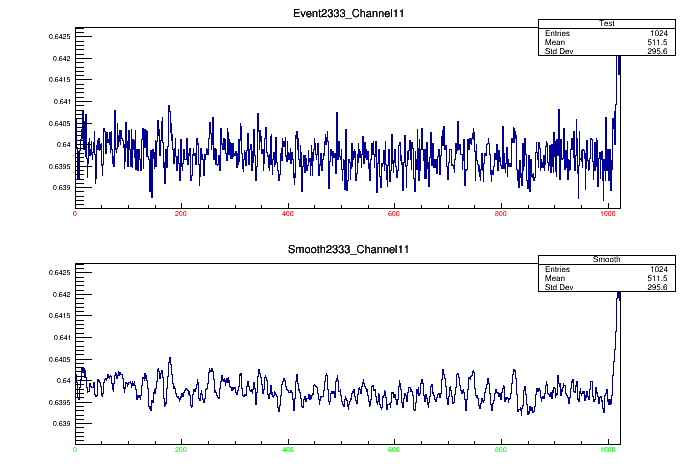 Event2333_Channel11
Test
Entries 1024
Mean 511.5
Std Dev 295.6
0.6425
0.642
0.6415
0.641
0.6405
0.64
0.6395
0.639
0 200 400 600 800 1000
Smooth2333_Channel11
Smooth
Entries 1024
Mean 511.5
Std Dev 295.6
0.6425
0.642
0.6415
0.641
0.6405
0.64
0.6395
0.639
0 200 400 600 800 1000